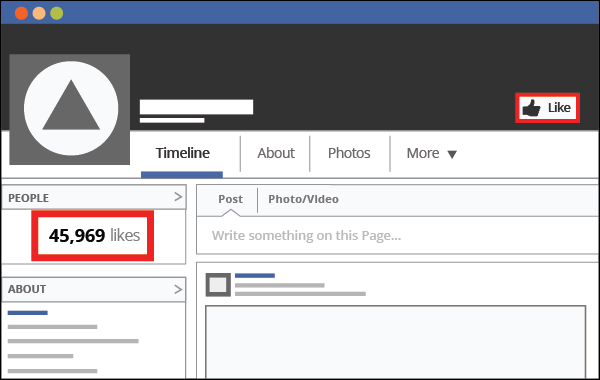 Like
Timeline
About
Photos
More
PEOPLE
45,969 likes
Post
Photo/VIdeo
Write something on this Page...
ABOUT